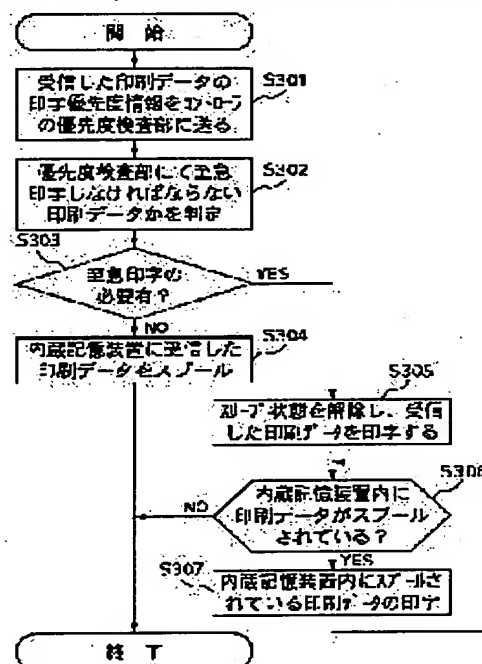 開 始
受信した印刷データの
印字優先度情報をｺﾝﾄﾛｰﾗ
の優先度検査部に送る
S301
優先度検査部にて至急
印字しなければならない
印刷データかを判定
S302
S303
至急印字の
必要有？
YES
NO
内蔵記憶装置に受信した
印刷データをスプール
S304
S305
ｽﾘｰﾌﾟ状態を解除し、受信
した印刷ﾃﾞｰﾀを印字する
S306
内蔵記憶装置内に
印刷データがスプール
されている？
NO
YES
S307
内蔵記憶装置内にｽﾌﾟｰﾙさ
れている印刷ﾃﾞｰﾀの印字
終 了